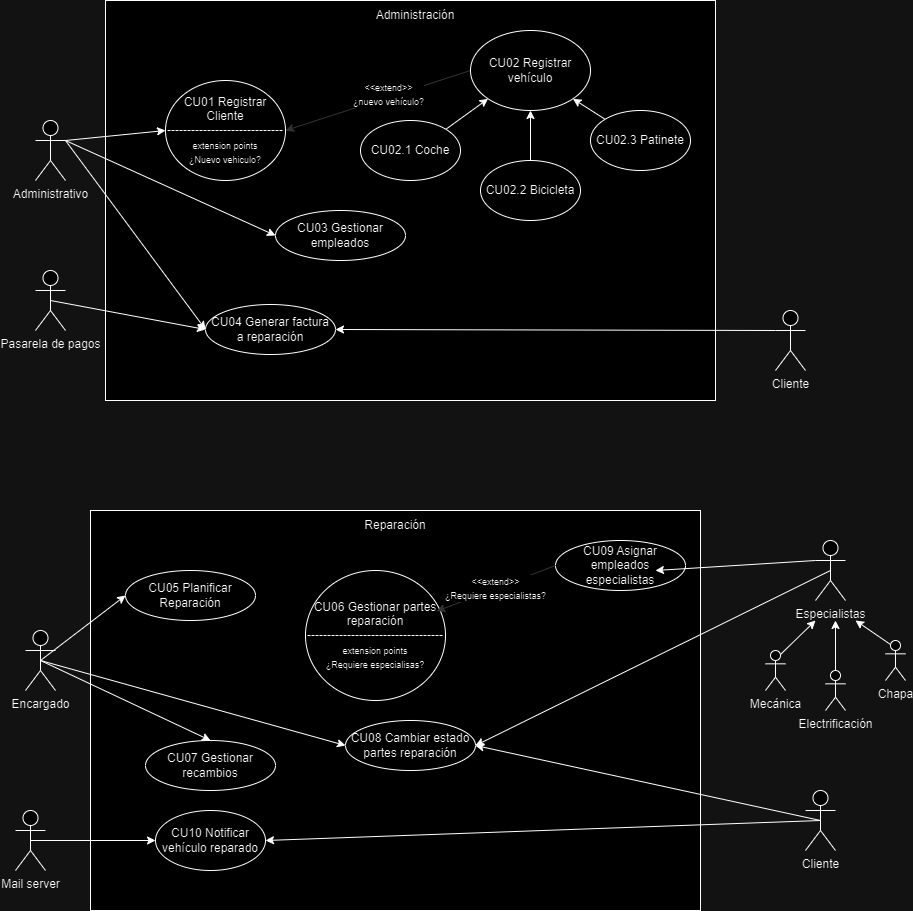 Administración
CU02 Registrar
vehículo
<<extend>>
¿nuevo vehículo?
CU01 Registrar
Cliente
extension points
¿Nuevo vehiculo?
CU02.1 Coche
CU02.3 Patinete
CU02.2 Bicicleta
Administrativo
CU03 Gestionar
empleados
CU04 Generar factura
a reparación
Pasarela de pagos
Cliente
Reparación
CU09 Asignar
empleados
especialistas
<<extend>>
¿Requiere especialistas?
CU05 Planificar
Reparación
CU06 Gestionar partes
reparación
extension points
¿Requiere especialisas?
Especialistas
Mecánica
Electrificación
Chapa
Encargado
CU08 Cambiar estado
partes reparación
CU07 Gestionar
recambios
CU10 Notificar
vehículo reparado
Mail server
Cliente